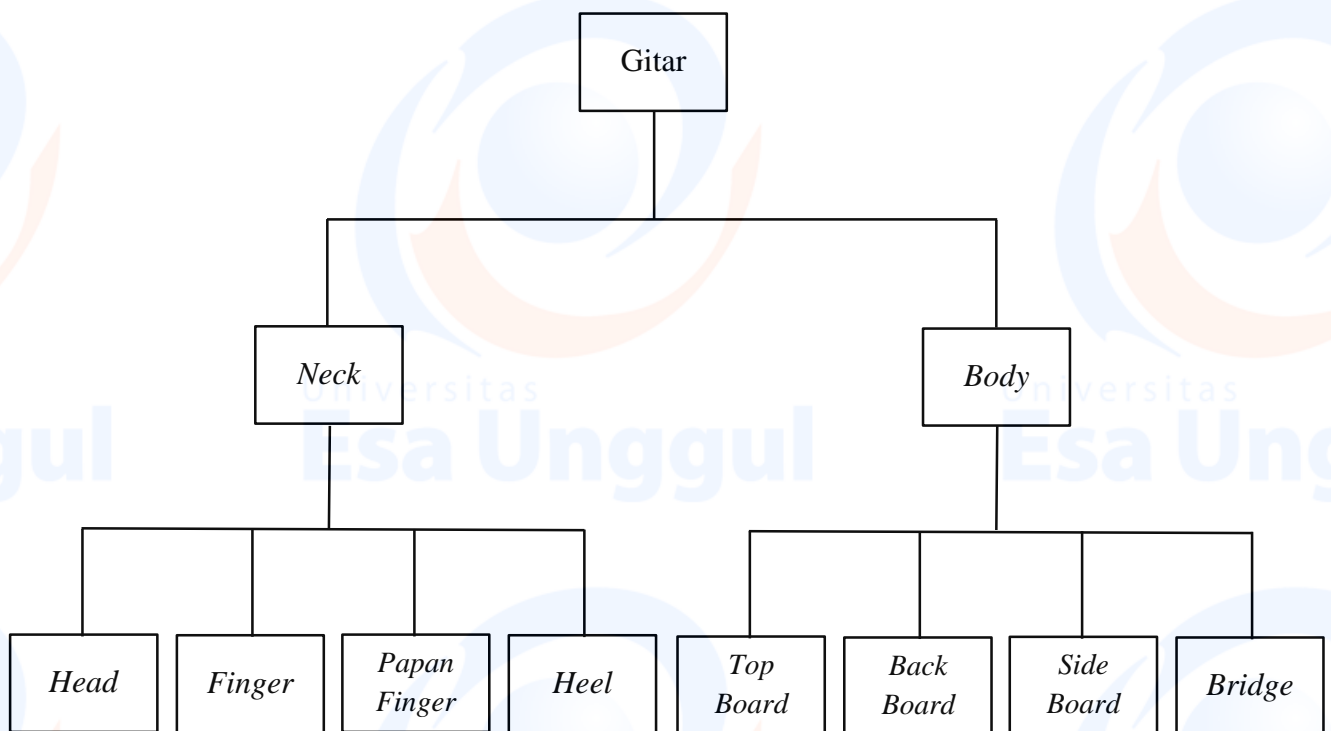 Gitar
Neck
Body
Universitas
Universitas
Esa Unggul
Esa Ung
gul
Head
Finger
Papan
Finger
Heel
Top
Board
Back
Board
Side
Board
Bridge